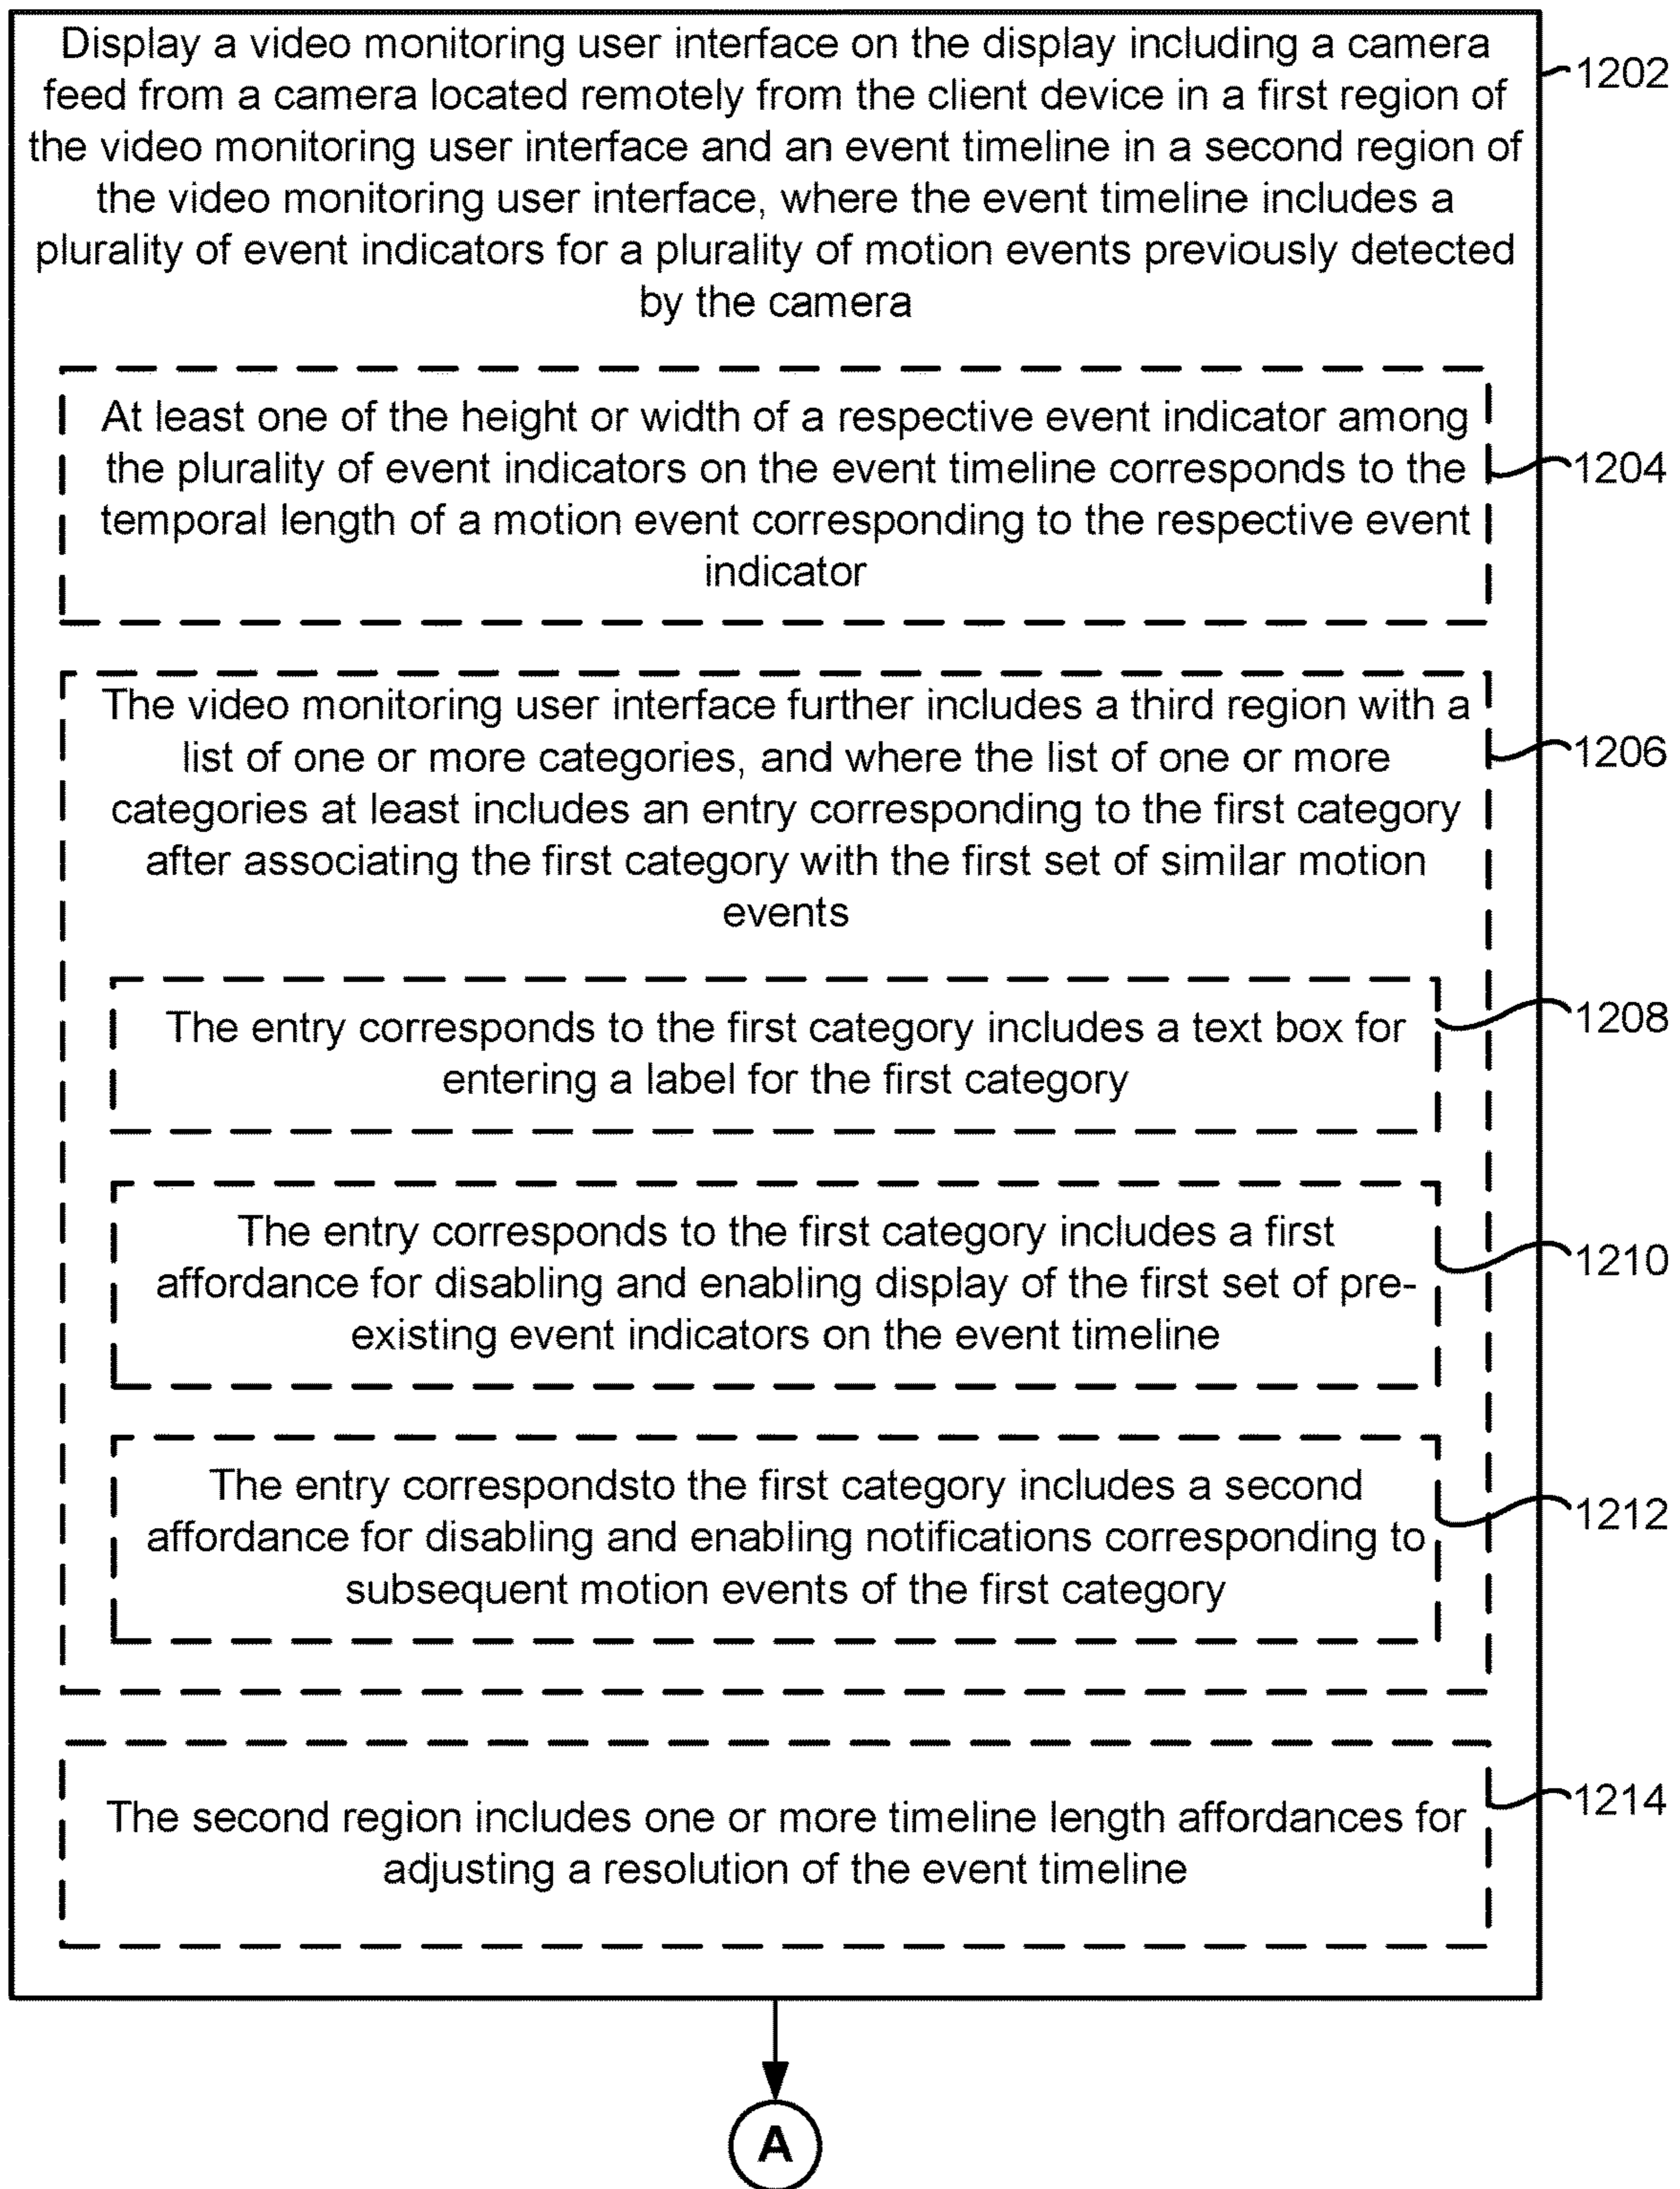 Display a video monitoring user interface on the display including a camera
feed from a camera located remotely from the client device in a first region of
the video monitoring user interface and an event timeline in a second region of
the video monitoring user interface, where the event timeline includes a
plurality of event indicators for a plurality of motion events previously detected
by the camera
1202
At least one of the height or width of a respective event indicator among
the plurality of event indicators on the event timeline corresponds to the
temporal length of a motion event corresponding to the respective event
indicator
1204
The video monitoring user interface further includes a third region with a
list of one or more categories, and where the list of one or more
categories at least includes an entry corresponding to the first category
after associating the first category with the first set of similar motion
events
1206
The entry corresponds to the first category includes a text box for
entering a label for the first category
1208
The entry corresponds to the first category includes a first
affordance for disabling and enabling display of the first set of pre-
existing event indicators on the event timeline
1210
The entry correspondsto the first category includes a second
affordance for disabling and enabling notifications corresponding to
subsequent motion events of the first category
1212
The second region includes one or more timeline length affordances for
adjusting a resolution of the event timeline
1214
A